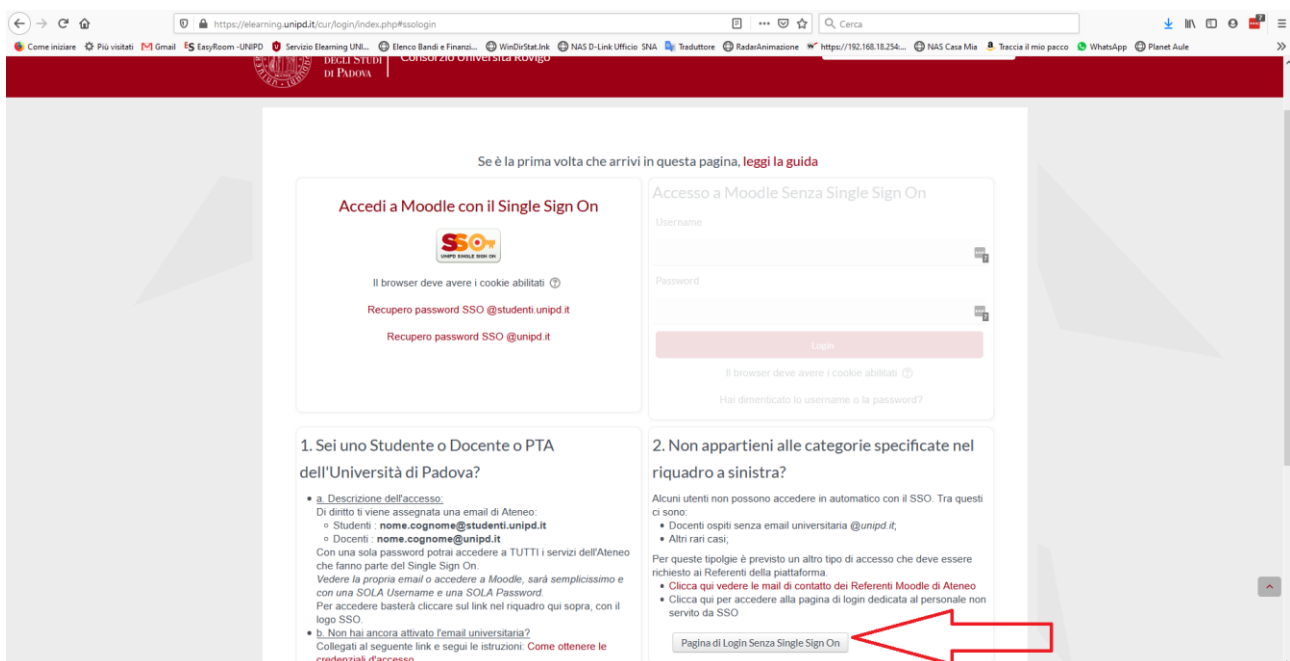 https://elearning.unipd.it/cur/login/index.php#ssologin
Cerca
Come iniziare
Più visitati
Gmail
EasyRoom -UNIPD
Servizio Elearning UNI...
Elenco Bandi e Finanzi...
WinDirStat.lnk
NAS D-Link Ufficio SNA
Traduttore
RadarAnimazione
https://192.168.18.254:...
NAS Casa Mia
Traccia il mio pacco
WhatsApp
Planet Aule
DEGLI STUDI
DI PADOVA
Consorzio Università Rovigo
Se è la prima volta che arrivi in questa pagina, leggi la guida
Accedi a Moodle con il Single Sign On
SSO
UNIPD SINGLE SIGN ON
Il browser deve avere i cookie abilitati
Recupero password SSO @studenti.unipd.it
Recupero password SSO @unipd.it
Accesso a Moodle Senza Single Sign On
Username
Password
Login
Il browser deve avere i cookie abilitati
Hai dimenticato lo username o la password?
1. Sei uno Studente o Docente o PTA
dell'Università di Padova?
a. Descrizione dell'accesso:
Di diritto ti viene assegnata una email di Ateneo:
Studenti : nome.cognome@studenti.unipd.it
Docenti : nome.cognome@unipd.it
Con una sola password potrai accedere a TUTTI i servizi dell'Ateneo
che fanno parte del Single Sign On.
Vedere la propria email o accedere a Moodle, sarà semplicissimo e
con una SOLA Username e una SOLA Password.
Per accedere basterà cliccare sul link nel riquadro qui sopra, con il
logo SSO.
b. Non hai ancora attivato l'email universitaria?
Collegati al seguente link e segui le istruzioni: Come ottenere le
credenziali d'accesso
2. Non appartieni alle categorie specificate nel
riquadro a sinistra?
Alcuni utenti non possono accedere in automatico con il SSO. Tra questi
ci sono:
Docenti ospiti senza email universitaria @unipd.it;
Altri rari casi;
Per queste tipolgie è previsto un altro tipo di accesso che deve essere
richiesto ai Referenti della piattaforma.
Clicca qui vedere le mail di contatto dei Referenti Moodle di Ateneo
Clicca qui per accedere alla pagina di login dedicata al personale non
servito da SSO
Pagina di Login Senza Single Sign On